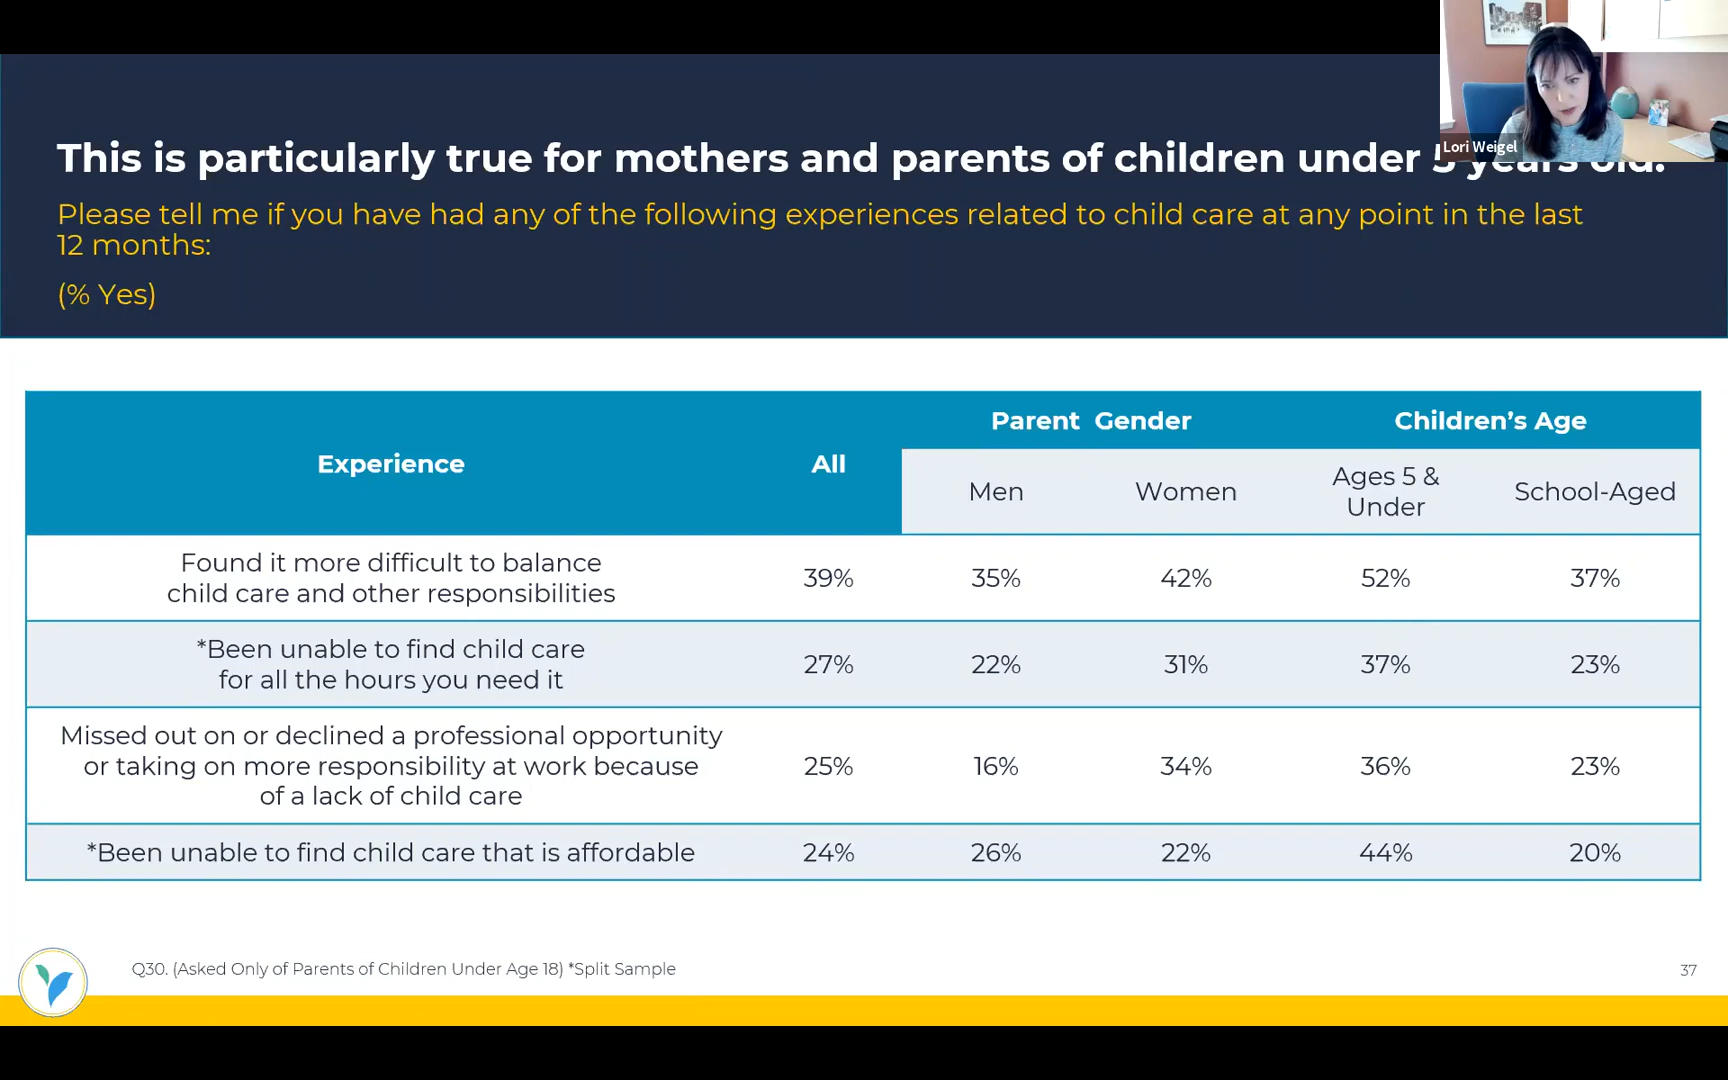 This is particularly true for mothers and parents of children under 5 years old.
Please tell me if you have had any of the following experiences related to child care at any point in the last
12 months:
(% Yes)
Lori Weigel
Experience
All
Parent Gender
Children's Age
Men
Women
Ages 5 &
Under
School-Aged
Found it more difficult to balance
child care and other responsibilities
39%
35%
42%
52%
37%
*Been unable to find child care
for all the hours you need it
27%
22%
31%
37%
23%
Missed out on or declined a professional opportunity
or taking on more responsibility at work because
of a lack of child care
25%
16%
34%
36%
23%
*Been unable to find child care that is affordable
24%
26%
22%
44%
20%
Q30. (Asked Only of Parents of Children Under Age 18) *Split Sample
37